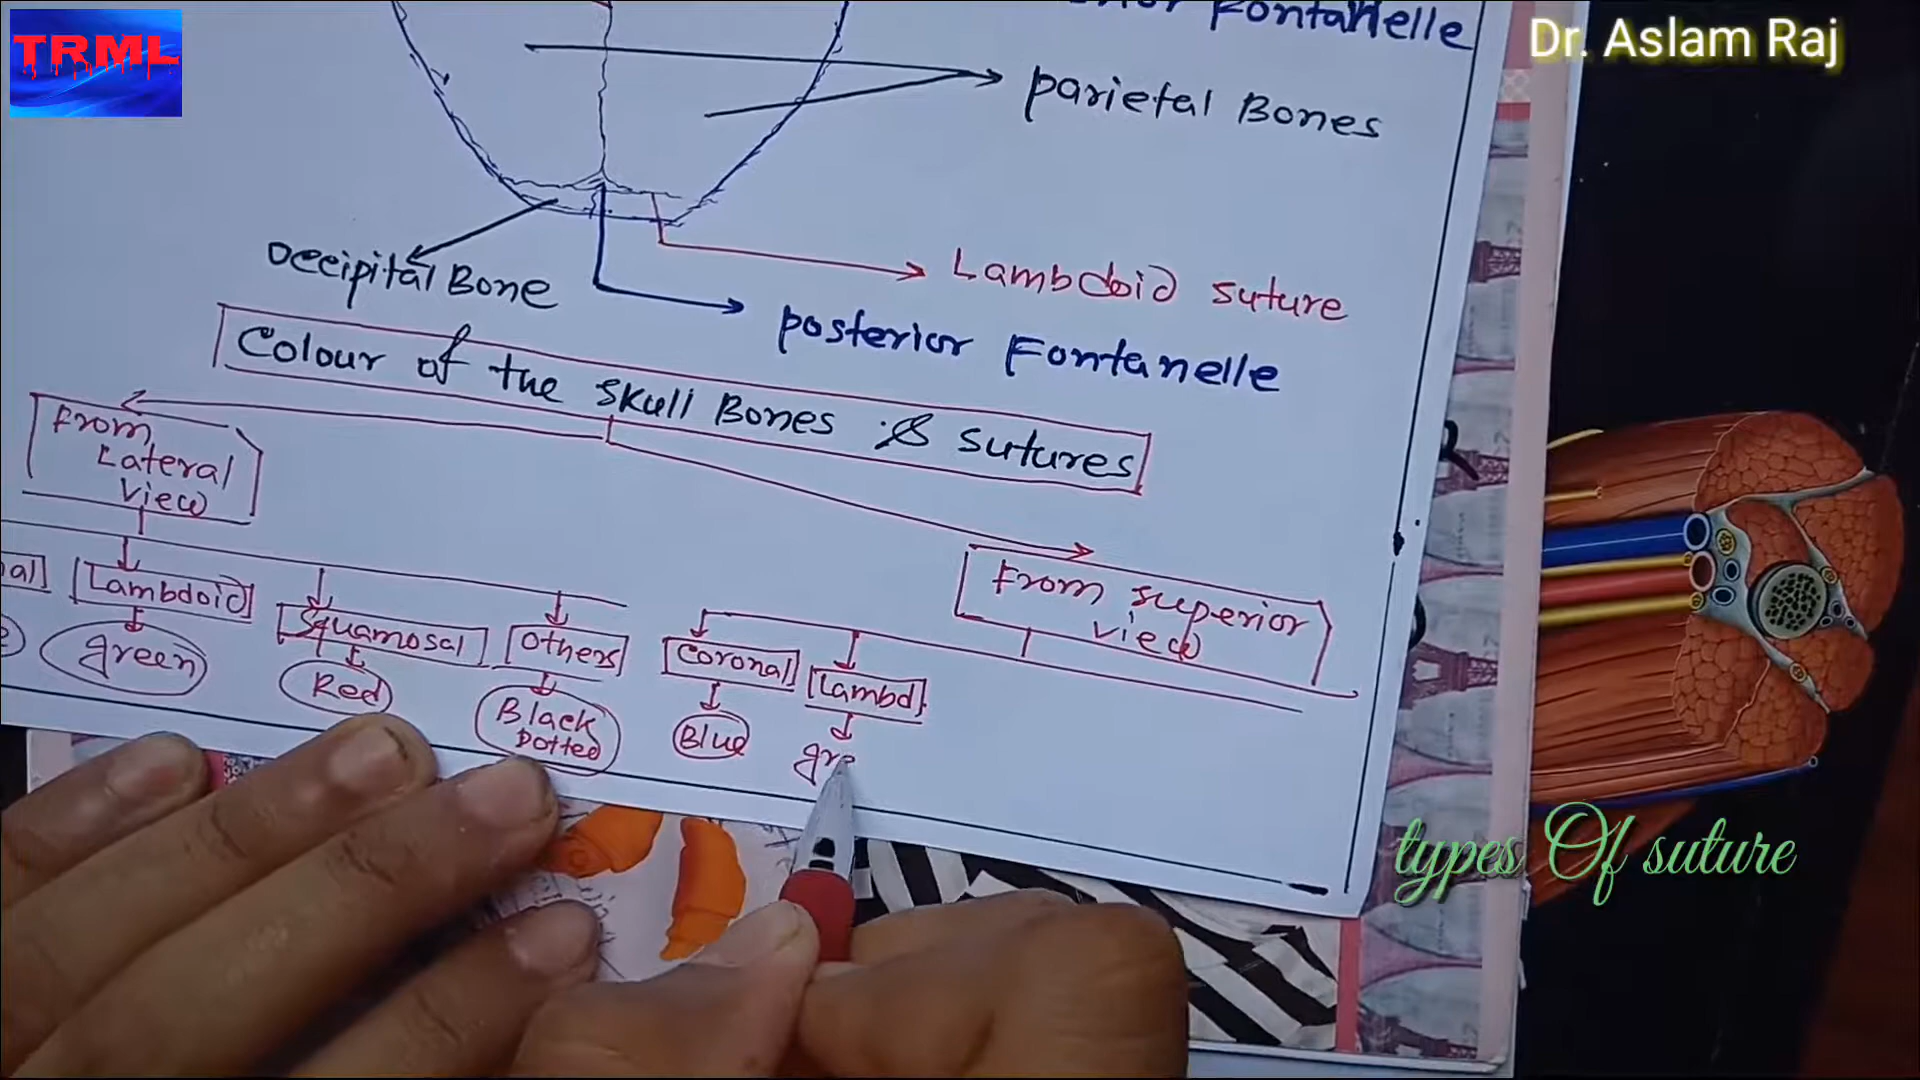 TRML
Fontanelle
Dr. Aslam Raj
parietal Bones
Occipital Bone
Lambdoid suture
posterior Fontanelle
Colour of the Skull Bones & sutures
From
Lateral
view
From superior
view
al
Lambdoid
Squamosal
Others
Coronal
Lambd
green
Red
Black
Dotted
Blue
gre
types Of suture